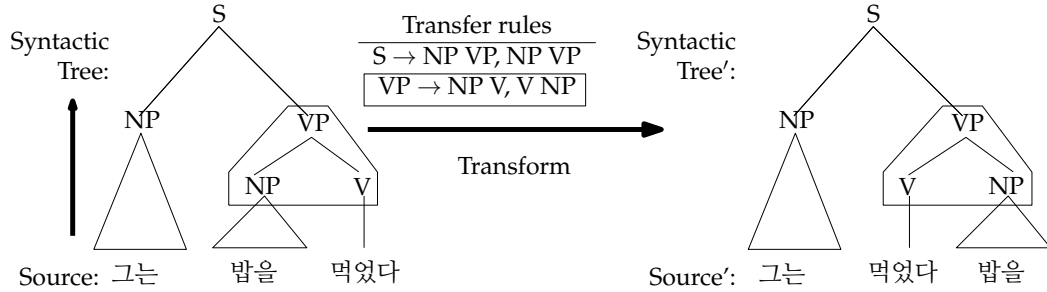 S
Syntactic
Tree:
NP
VP
NP
V
Source:
그는
밥을
먹었다
Transfer rules
S → NP VP, NP VP
VP → NP V, V NP
Transform
S
Syntactic
Tree′:
NP
VP
V
NP
Source′:
그는
먹었다
밥을